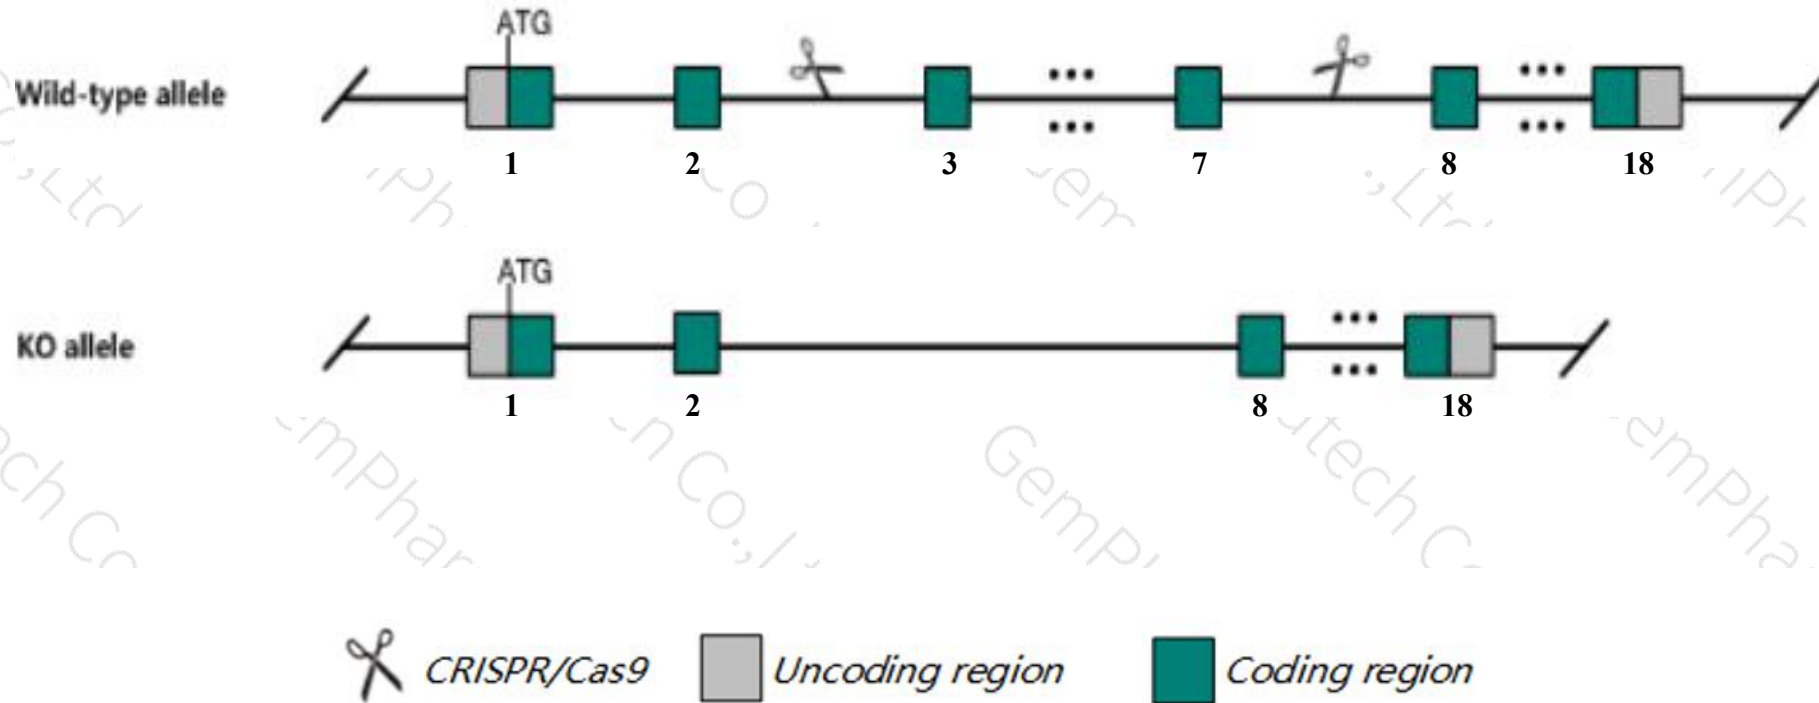 ATG
Wild-type allele
1 2 3 7 8 18
ATG
KO allele
1 2 8 18
CRISPR/Cas9 Uncoding region Coding region